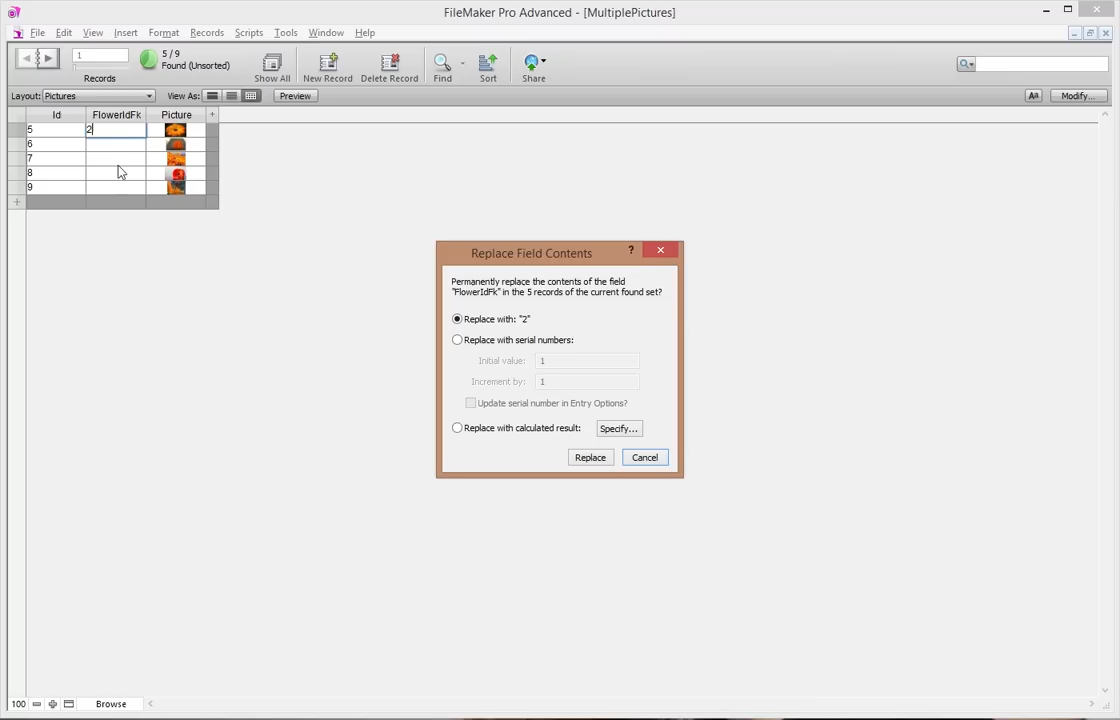 FileMaker Pro Advanced - [MultiplePictures]
File Edit View Insert Format Records Scripts Tools Window Help
1
Records
5 / 9
Found (Unsorted)
Show All
New Record
Delete Record
Find
Sort
Share
Layout: Pictures
View As:
Preview
Aa
Modify...
Id FlowerIdFk Picture +
5 2
6
7
8
9
+
Replace Field Contents ?
Permanently replace the contents of the field
"FlowerIdFk" in the 5 records of the current found set?
Replace with: "2"
Replace with serial numbers:
Initial value: 1
Increment by: 1
Update serial number in Entry Options?
Replace with calculated result: Specify...
Replace Cancel
100 Browse